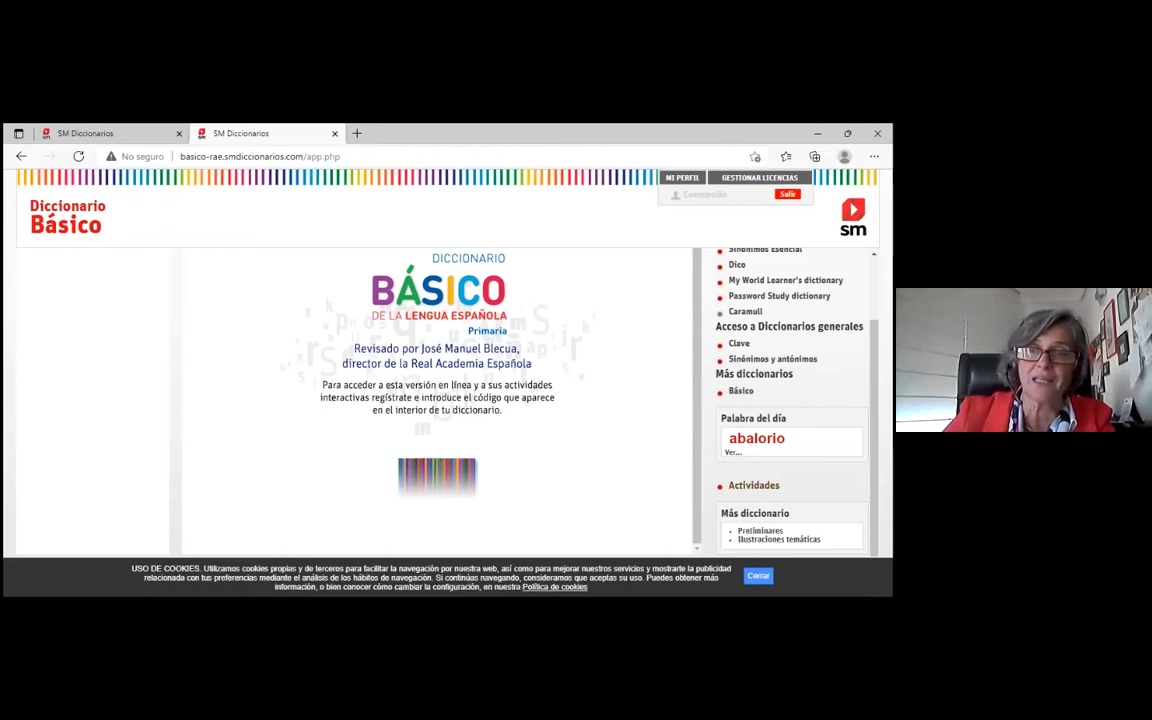 SM Diccionarios
SM Diccionarios
No seguro
basico-rae.smdiccionarios.com/app.php
MI PERFIL
GESTIONAR LICENCIAS
Concepción
Salir
Diccionario
Básico
sm
DICCIONARIO
BÁSICO
DE LA LENGUA ESPAÑOLA
Primaria
Revisado por José Manuel Blecua,
director de la Real Academia Española
Para acceder a esta versión en línea y a sus actividades
interactivas regístrate e introduce el código que aparece
en el interior de tu diccionario.
Sinónimos Esencial
Dico
My World Learner's dictionary
Password Study dictionary
Caramull
Acceso a Diccionarios generales
Clave
Sinónimos y antónimos
Más diccionarios
Básico
Palabra del día
abalorio
Ver...
Actividades
Más diccionario
Preliminares
Ilustraciones temáticas
USO DE COOKIES. Utilizamos cookies propias y de terceros para facilitar la navegación por nuestra web, así como para mejorar nuestros servicios y mostrarte la publicidad
relacionada con tus preferencias mediante el análisis de los hábitos de navegación. Si continúas navegando, consideramos que aceptas su uso. Puedes obtener más
información, o bien conocer cómo cambiar la configuración, en nuestra Política de cookies
Cerrar